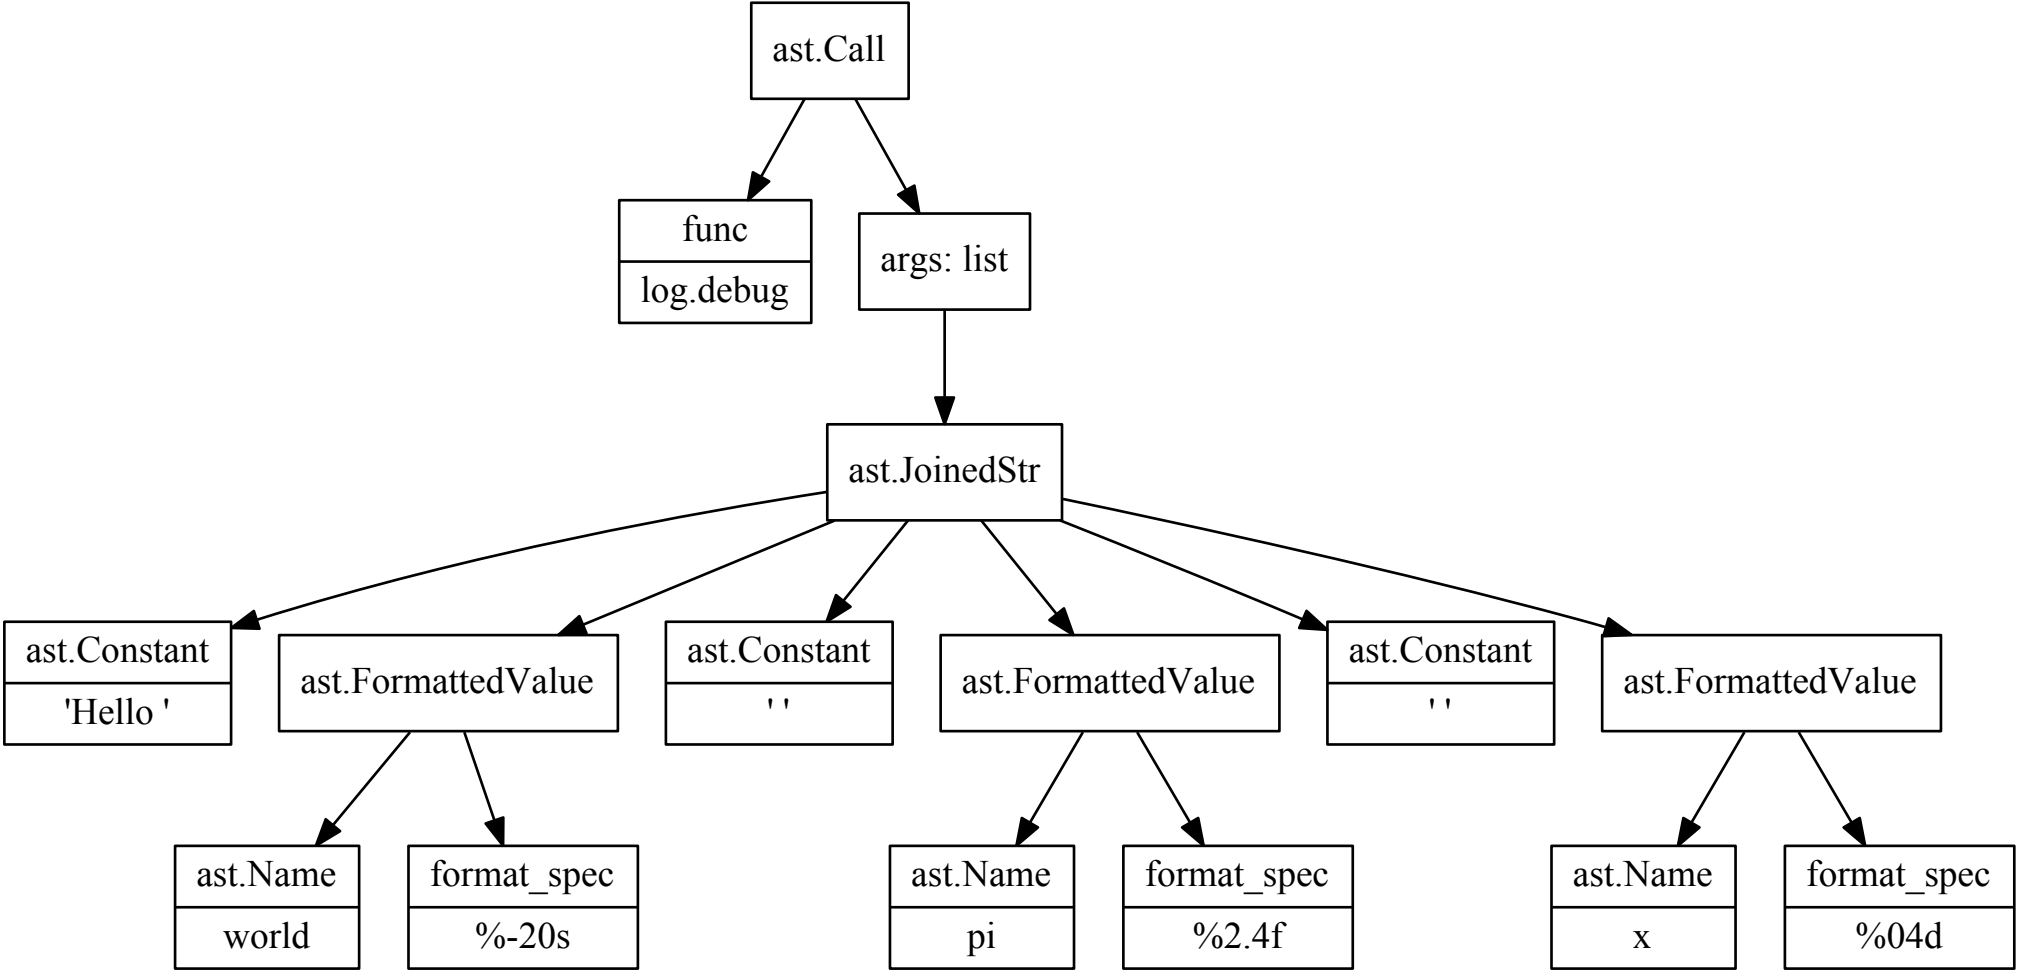 ast.Call
func
log.debug
args: list
ast.JoinedStr
ast.Constant
'Hello '
ast.FormattedValue
ast.Constant
' '
ast.FormattedValue
ast.Constant
' '
ast.FormattedValue
ast.Name
world
format_spec
%-20s
ast.Name
pi
format_spec
%2.4f
ast.Name
x
format_spec
%04d